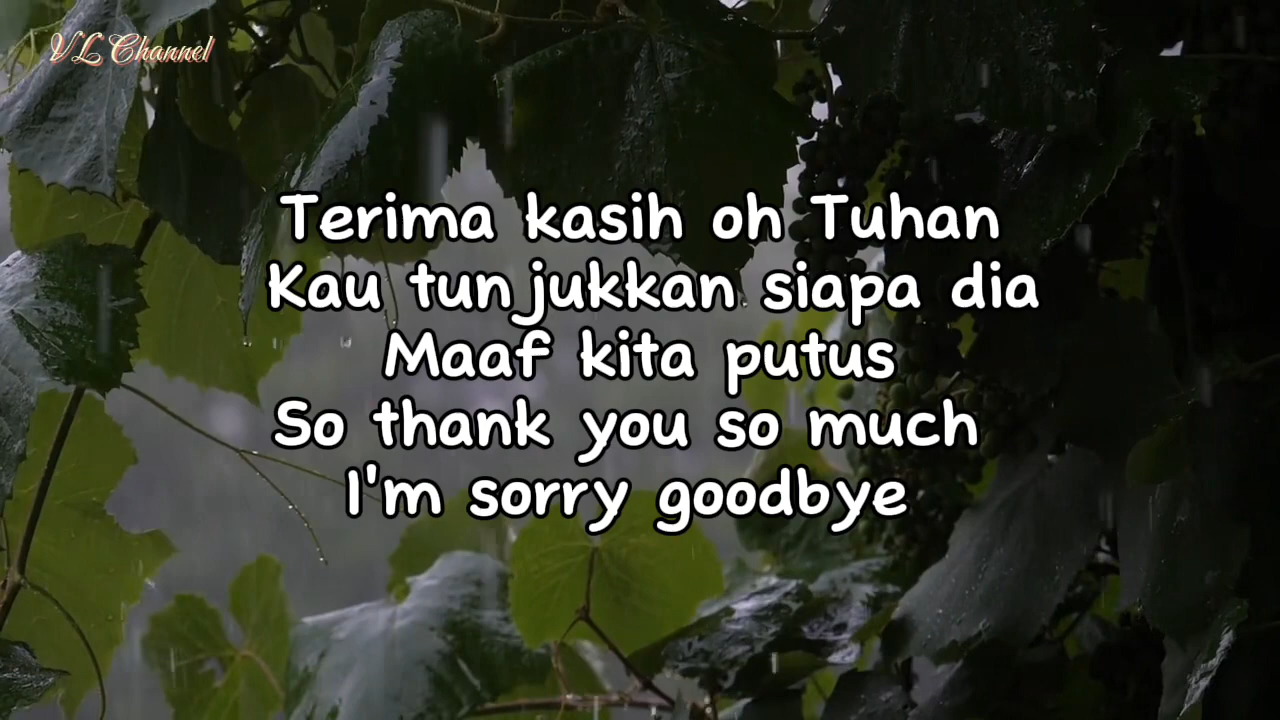 VL Channel
Terima kasih oh Tuhan
Kau tunjukkan siapa dia
Maaf kita putus
So thank you so much
I'm sorry goodbye